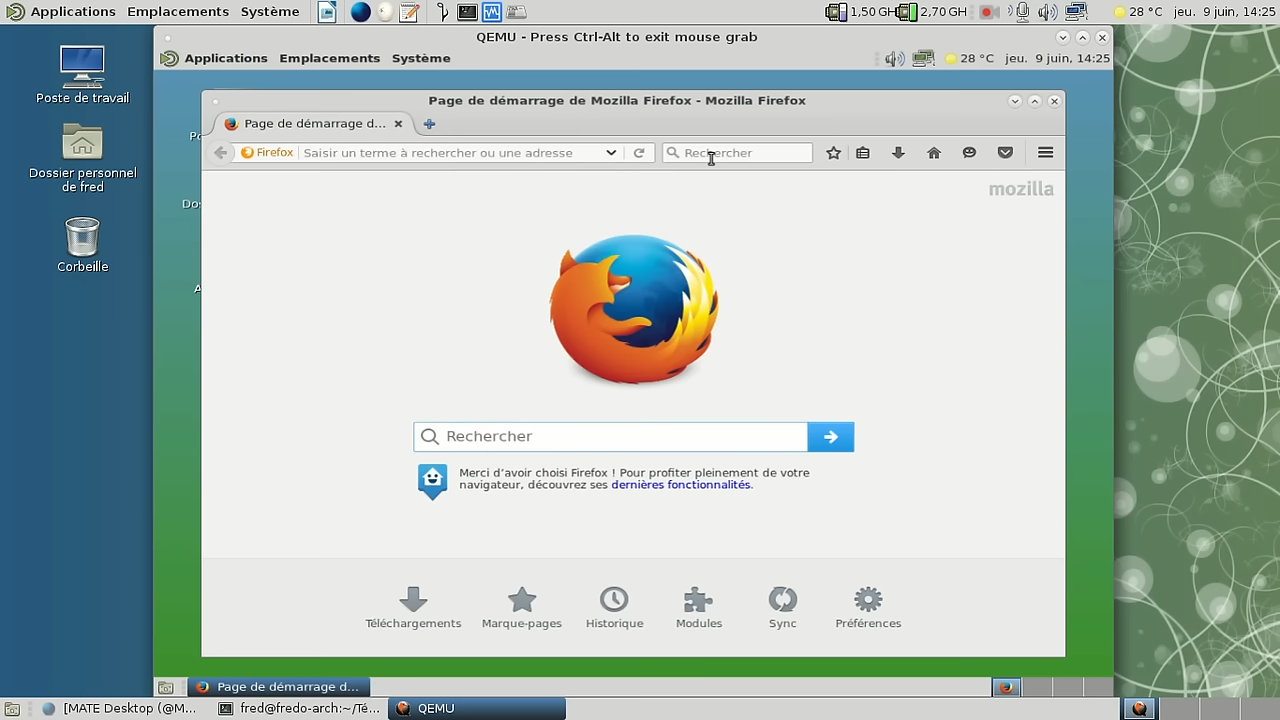 Applications Emplacements Système 1,50 GH 2,70 GH 28 °C jeu. 9 juin, 14:25
QEMU - Press Ctrl-Alt to exit mouse grab
Applications Emplacements Système 28 °C jeu. 9 juin, 14:25
Poste de travail
Dossier personnel
de fred
Corbeille
Page de démarrage de Mozilla Firefox - Mozilla Firefox
Page de démarrage d...
Firefox Saisir un terme à rechercher ou une adresse Rechercher
mozilla
Rechercher
Merci d’avoir choisi Firefox ! Pour profiter pleinement de votre
navigateur, découvrez ses dernières fonctionnalités.
Téléchargements Marque-pages Historique Modules Sync Préférences
Page de démarrage d...
[MATE Desktop (@M... fred@fredo-arch:~/Té... QEMU